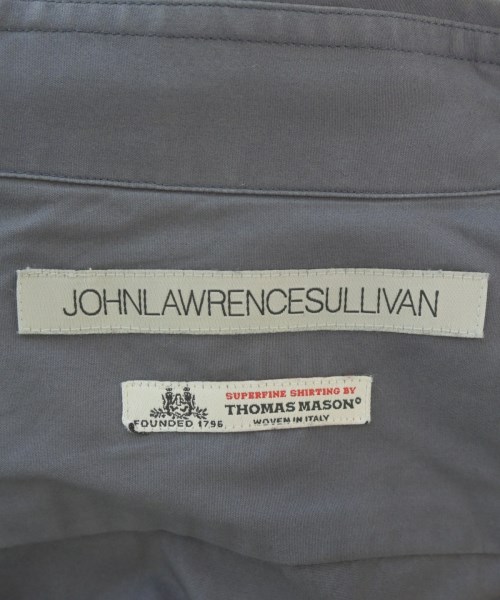 JOHNLAWRENCESULLIVAN
SUPERFINE SHIRTING BY
THOMAS MASON®
FOUNDED 1796
WOVEN IN ITALY